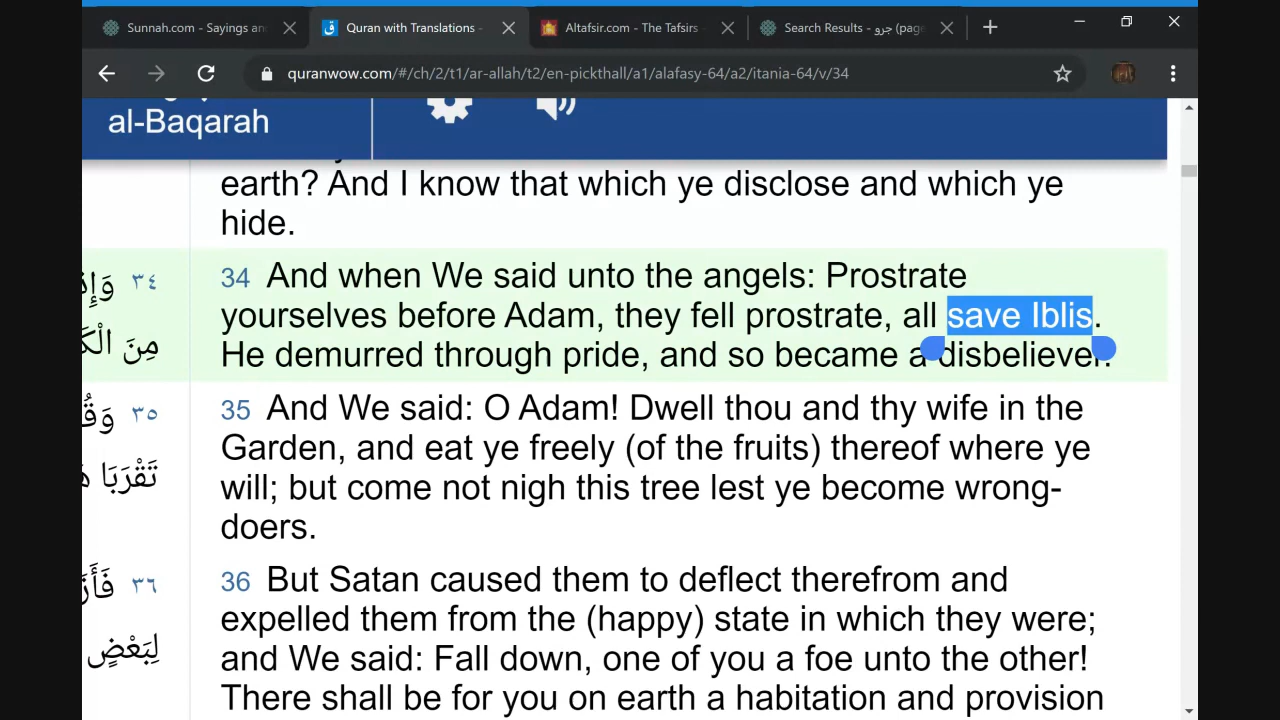 Sunnah.com - Sayings an
Quran with Translations -
Altafsir.com - The Tafsirs
Search Results - جرو (page
quranwow.com/#/ch/2/t1/ar-allah/t2/en-pickthall/a1/alafasy-64/a2/itania-64/v/34
al-Baqarah
earth? And I know that which ye disclose and which ye
hide.
٣٤
34 And when We said unto the angels: Prostrate
yourselves before Adam, they fell prostrate, all save Iblis.
مِنَ
He demurred through pride, and so became a disbeliever.
٣٥
35 And We said: O Adam! Dwell thou and thy wife in the
Garden, and eat ye freely (of the fruits) thereof where ye
تَقْرَبَا
will; but come not nigh this tree lest ye become wrong-
doers.
٣٦
36 But Satan caused them to deflect therefrom and
expelled them from the (happy) state in which they were;
لِبَعْضٍ
and We said: Fall down, one of you a foe unto the other!
There shall be for you on earth a habitation and provision